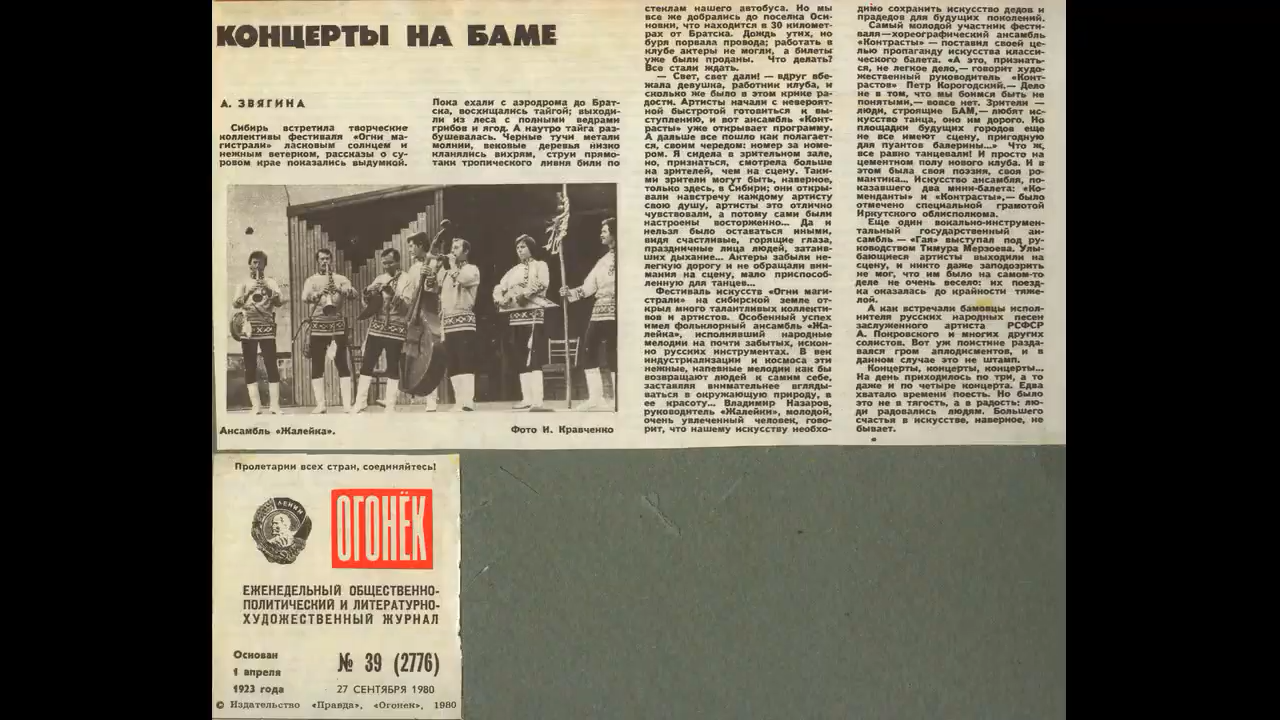 КОНЦЕРТЫ НА БАМЕ
А. ЗВЯГИНА
Сибирь встретила творческие
коллективы фестиваля «Огни ма-
гистрали» ласковым солнцем и
нежным ветерком, рассказы о су-
ровом крае показались выдумкой.
Пока ехали с аэродрома до Брат-
ска, восхищались тайгой; выходи-
ли из леса с полными ведрами
грибов и ягод. А наутро тайга раз-
бушевалась. Черные тучи метали
молнии, вековые деревья низко
кланялись вихрям, струи прямо-
таки тропического ливня били по
Ансамбль «Жалейка».
Фото И. Кравченко
стеклам нашего автобуса. Но мы
все же добрались до поселка Оси-
новки, что находится в 30 километ-
рах от Братска. Дождь утих, но
буря порвала провода; работать в
клубе актеры не могли, а билеты
уже были проданы. Что делать?
Все стали ждать.
— Свет, свет дали! — вдруг вбе-
жала девушка, работник клуба, и
сколько же было в этом крике ра-
дости. Артисты начали с невероят-
ной быстротой готовиться к вы-
ступлению, и вот ансамбль «Конт-
расты» уже открывает программу.
А дальше все пошло как полагает-
ся, своим чередом: номер за номе-
ром. Я сидела в зрительном зале,
но, признаться, смотрела больше
на зрителей, чем на сцену. Таки-
ми зрители могут быть, наверное,
только здесь, в Сибири; они откры-
вали навстречу каждому артисту
свою душу, артисты это отлично
чувствовали, а потому сами были
настроены восторженно... Да и
нельзя было оставаться иными,
видя счастливые, горящие глаза,
праздничные лица людей, затаив-
ших дыхание... Актеры забыли не-
легкую дорогу и не обращали вни-
мания на сцену, мало приспособ-
ленную для танцев...
Фестиваль искусств «Огни маги-
страли» на сибирской земле от-
крыл много талантливых коллекти-
вов и артистов. Особенный успех
имел фольклорный ансамбль «Жа-
лейка», исполнявший народные
мелодии на почти забытых, искон-
но русских инструментах. В век
индустриализации и космоса эти
нежные, напевные мелодии как бы
возвращают людей к самим себе,
заставляя внимательнее вгляды-
ваться в окружающую природу, в
ее красоту... Владимир Назаров,
руководитель «Жалейки», молодой,
очень увлеченный человек, гово-
рит, что нашему искусству необхо-
димо сохранить искусство дедов и
прадедов для будущих поколений.
Самый молодой участник фести-
валя—хореографический ансамбль
«Контрасты» — поставил своей це-
лью пропаганду искусства класси-
ческого балета. «А это, признать-
ся, не легкое дело,— говорит худо-
жественный руководитель «Конт-
растов» Петр Корогодский.— Дело
не в том, что мы боимся быть не
понятыми,— вовсе нет. Зрители —
люди, строящие БАМ,— любят ис-
кусство танца, оно им дорого. Но
площадки будущих городов еще
не все имеют сцену, пригодную
для пуантов балерины...» Что ж,
все равно танцевали! И просто на
цементном полу нового клуба. И в
этом была своя поэзия, своя ро-
мантика... Искусство ансамбля, по-
казавшего два мини-балета: «Ко-
менданты» и «Контрасты»,— было
отмечено специальной грамотой
Иркутского облисполкома.
Еще один вокально-инструмен-
тальный государственный ан-
самбль — «Гая» выступал под ру-
ководством Тимура Мерзоева. Улы-
бающиеся артисты выходили на
сцену, и никто даже заподозрить
не мог, что им было на самом-то
деле не очень весело: их поезд-
ка оказалась до крайности тяже-
лой.
А как встречали бамовцы испол-
нителя русских народных песен
заслуженного артиста РСФСР
А. Покровского и многих других
солистов. Вот уж поистине разда-
вался гром аплодисментов, и в
данном случае это не штамп.
Концерты, концерты, концерты...
На день приходилось по три, а то
даже и по четыре концерта. Едва
хватало времени поесть. Но было
это не в тягость, а в радость: лю-
ди радовались людям. Большего
счастья в искусстве, наверное, не
бывает.
Пролетарии всех стран, соединяйтесь!
ЛЕНИН
ОГОНЁК
ЕЖЕНЕДЕЛЬНЫЙ ОБЩЕСТВЕННО-
ПОЛИТИЧЕСКИЙ И ЛИТЕРАТУРНО-
ХУДОЖЕСТВЕННЫЙ ЖУРНАЛ
Основан
1 апреля
1923 года
№ 39 (2776)
27 СЕНТЯБРЯ 1980
© Издательство «Правда», «Огонек», 1980